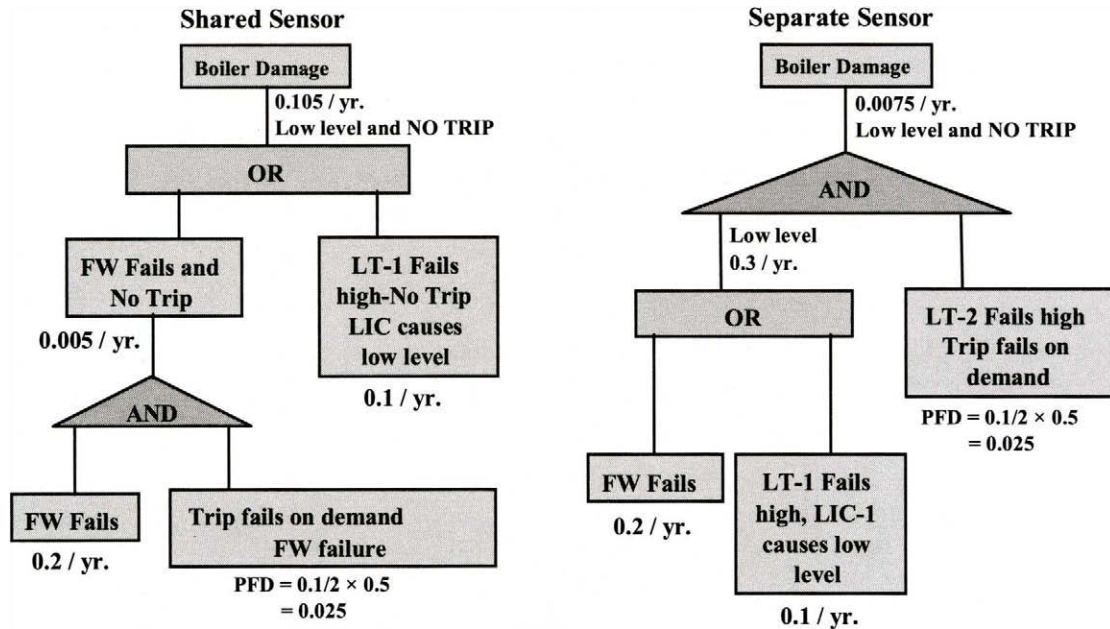 Shared Sensor
Boiler Damage
0.105 / yr.
Low level and NO TRIP
OR
FW Fails and
No Trip
0.005 / yr.
LT-1 Fails
high-No Trip
LIC causes
low level
0.1 / yr.
AND
FW Fails
0.2 / yr.
Trip fails on demand
FW failure
PFD = 0.1/2 × 0.5
= 0.025
Separate Sensor
Boiler Damage
0.0075 / yr.
Low level and NO TRIP
AND
Low level
0.3 / yr.
OR
LT-2 Fails high
Trip fails on
demand
PFD = 0.1/2 × 0.5
= 0.025
FW Fails
0.2 / yr.
LT-1 Fails
high, LIC-1
causes low
level
0.1 / yr.